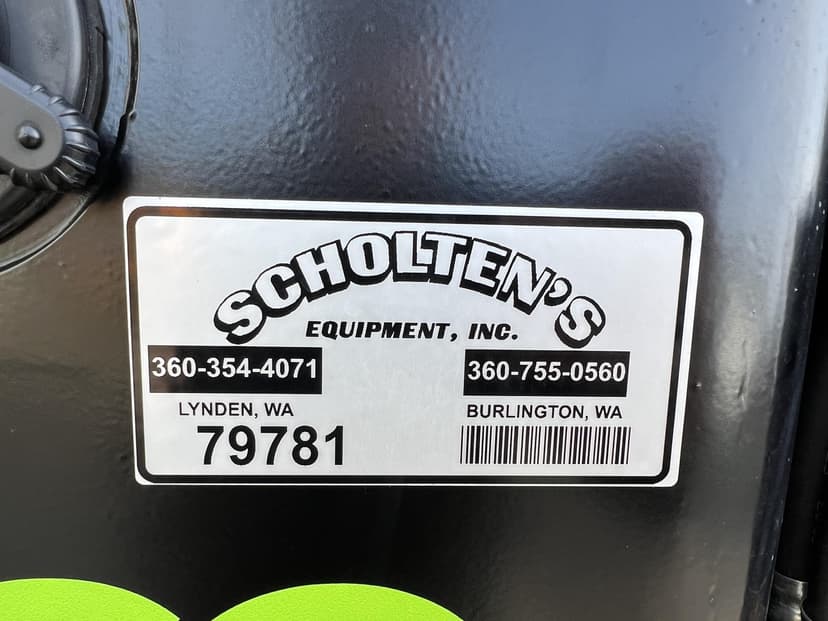 SCHOLTEN'S
EQUIPMENT, INC.
360-354-4071 360-755-0560
LYNDEN, WA BURLINGTON, WA
79781